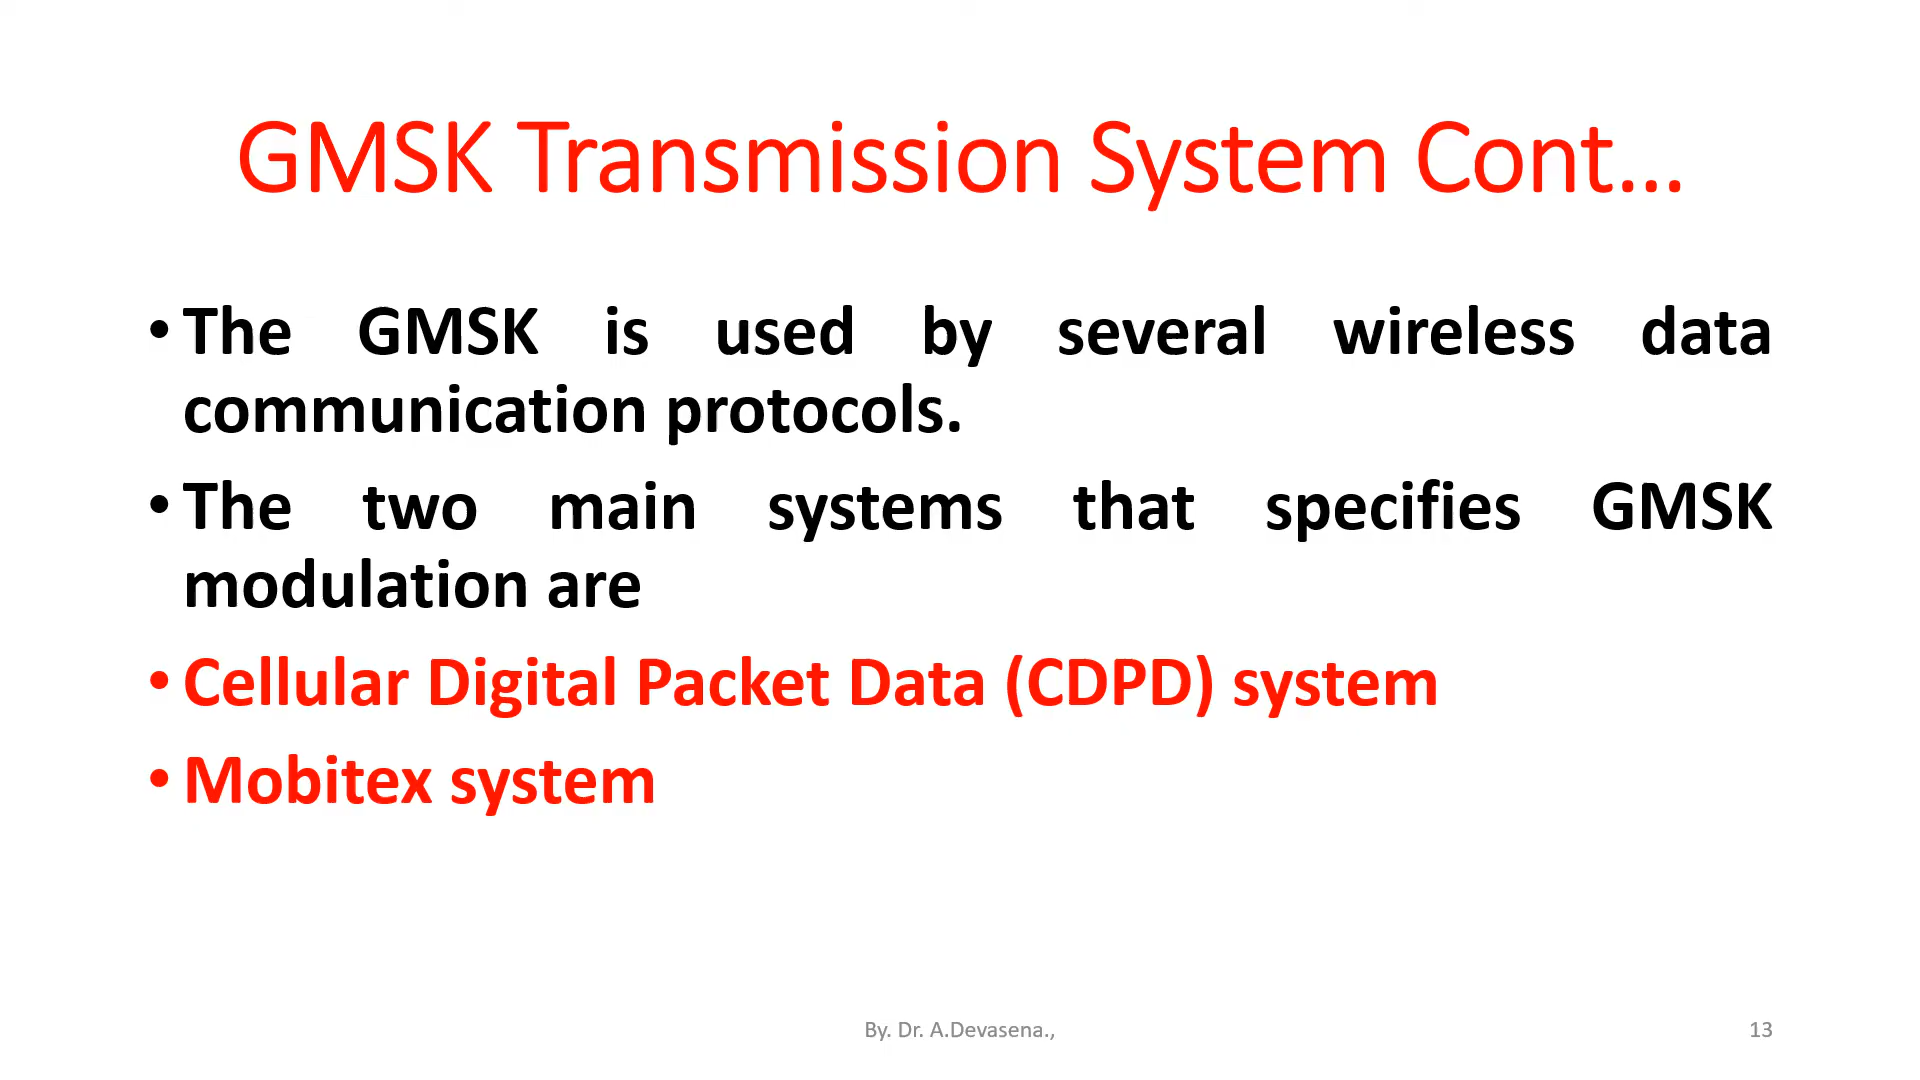 GMSK Transmission System Cont...
• The GMSK is used by several wireless data
communication protocols.
• The two main systems that specifies GMSK
modulation are
• Cellular Digital Packet Data (CDPD) system
• Mobitex system
By. Dr. A.Devasena.,
13